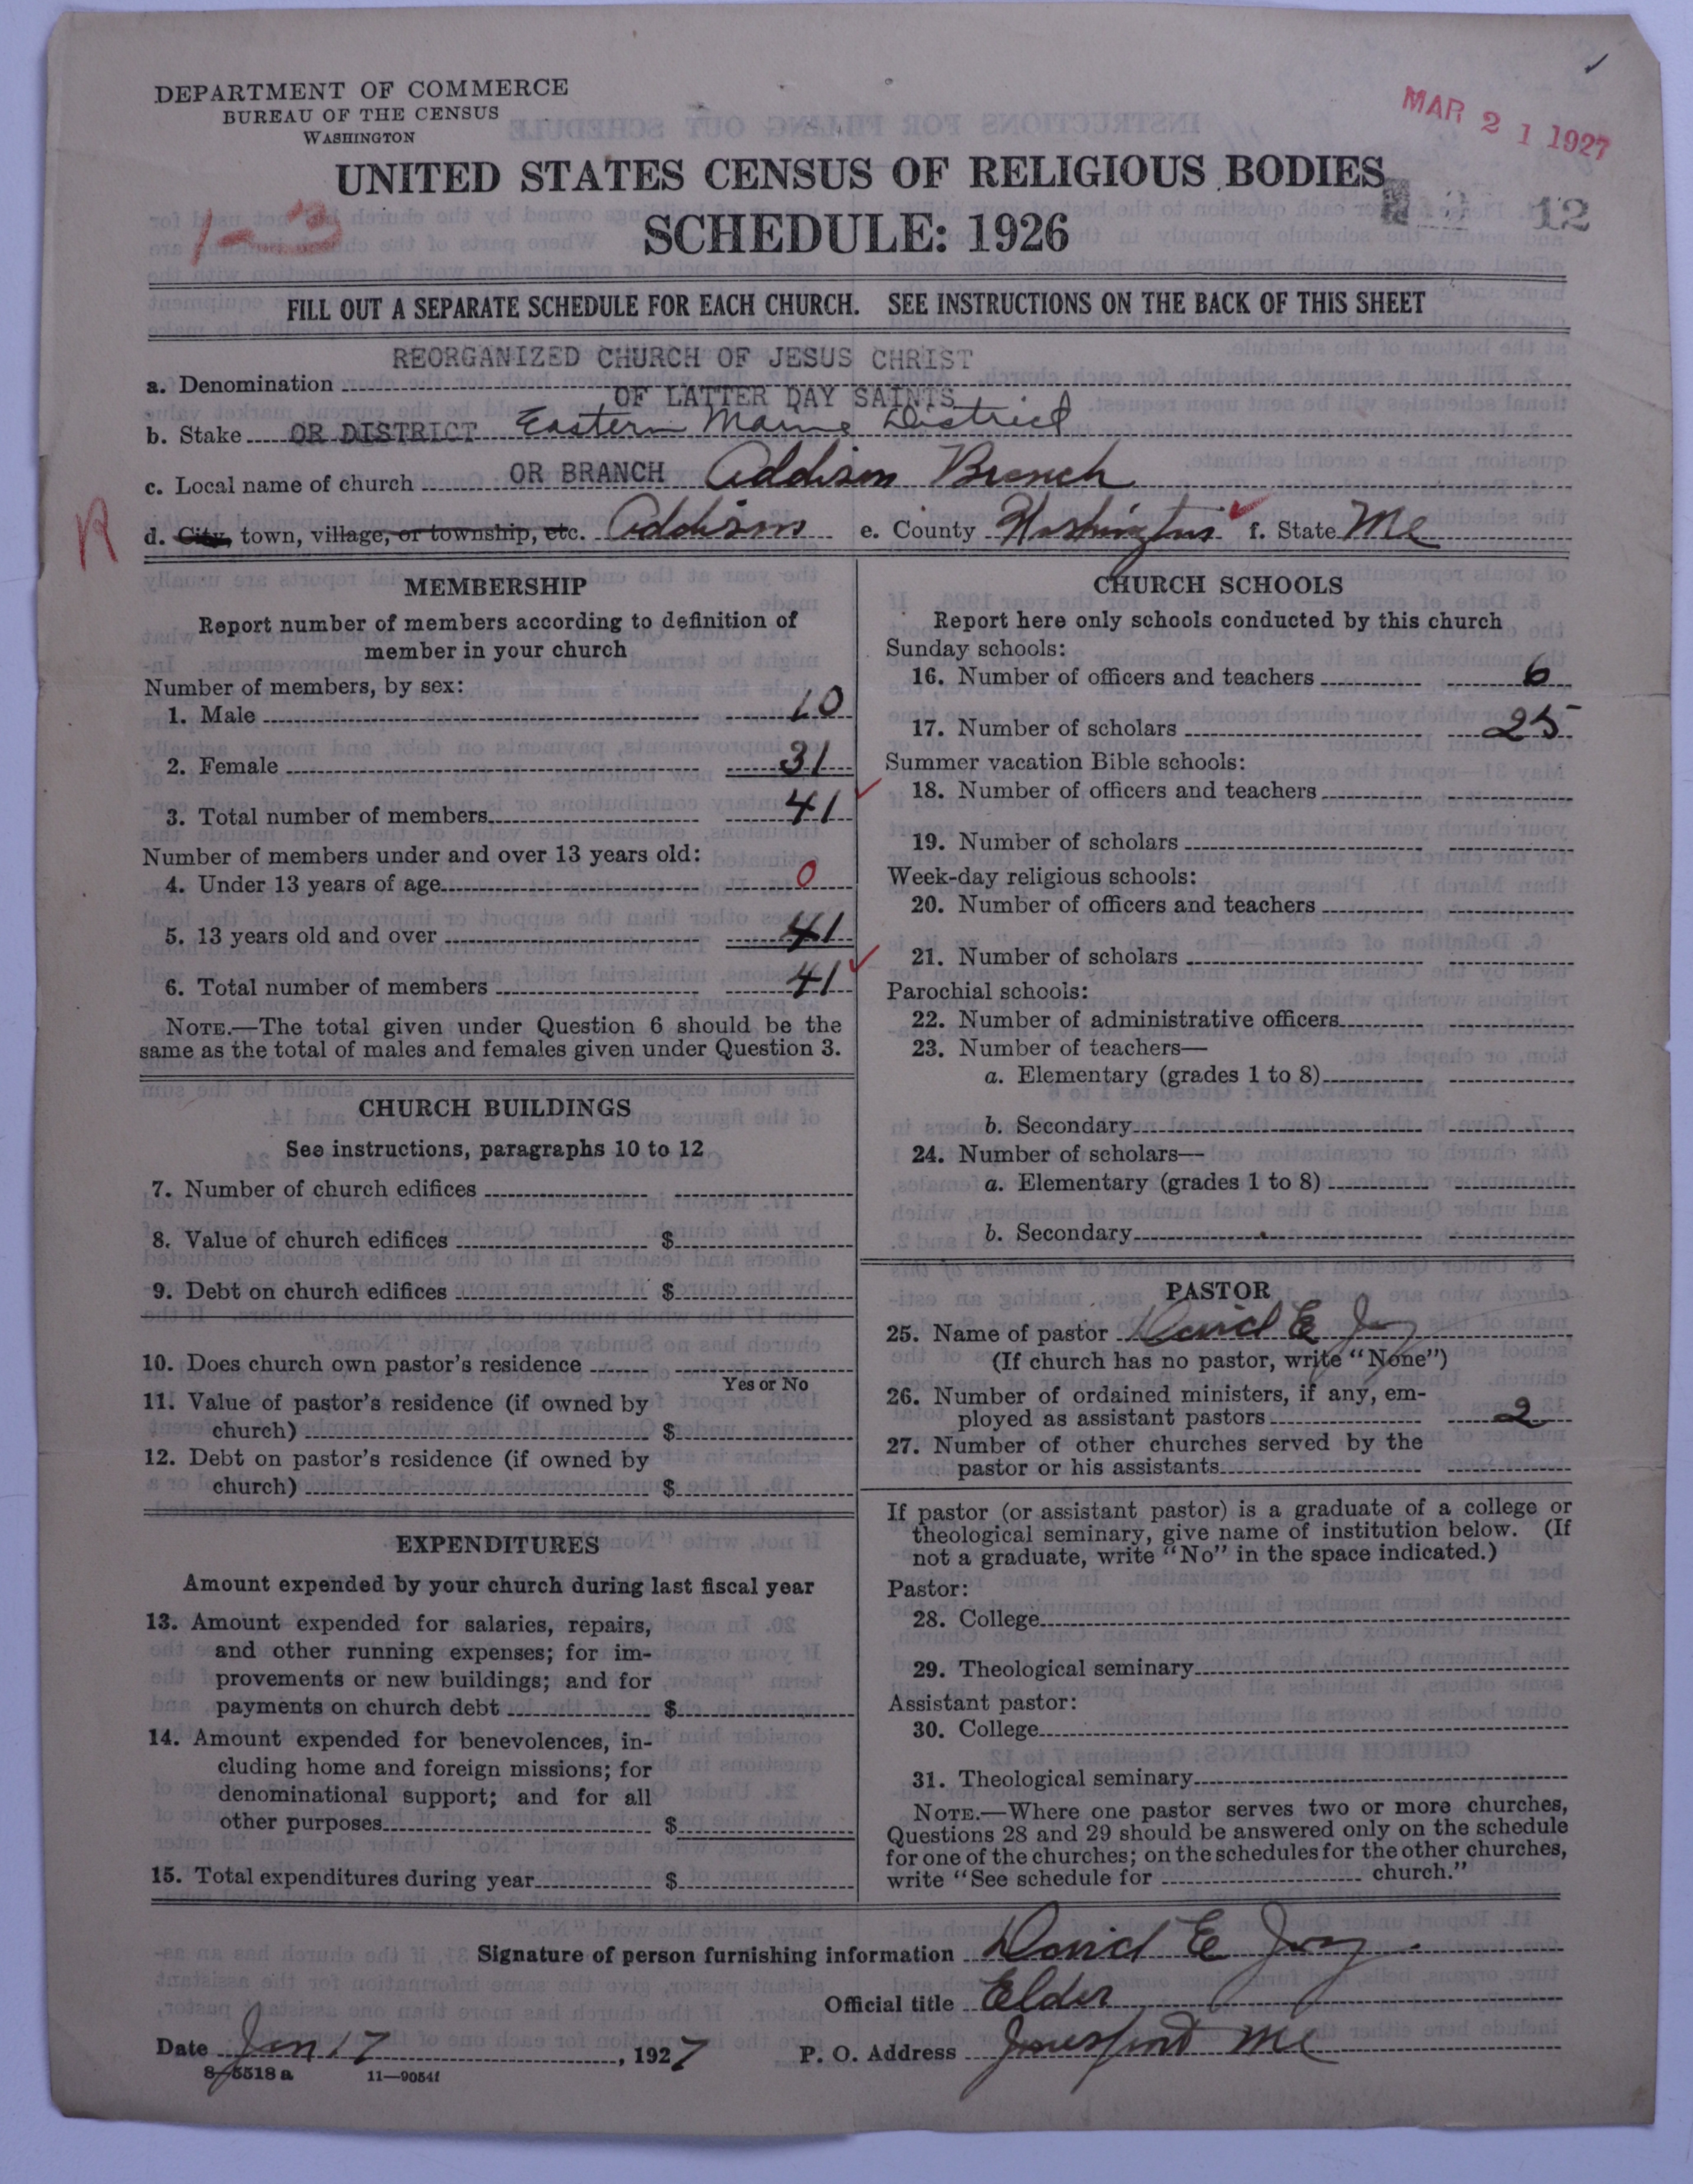 DEPARTMENT OF COMMERCE
BUREAU OF THE CENSUS
WASHINGTON
MAR 21 1927
UNITED STATES CENSUS OF RELIGIOUS BODIES
SCHEDULE: 1926
1-3
12
FILL OUT A SEPARATE SCHEDULE FOR EACH CHURCH. SEE INSTRUCTIONS ON THE BACK OF THIS SHEET
REORGANIZED CHURCH OF JESUS CHRIST
a. Denomination
OF LATTER DAY SAINTS
b. Stake OR DISTRICT Eastern Maine District
c. Local name of church OR BRANCH Addison Branch
R
d. City, town, village, or township, etc. Addison e. County Washington f. State Me
MEMBERSHIP
Report number of members according to definition of
member in your church
Number of members, by sex:
1. Male 10
2. Female 31
3. Total number of members 41
Number of members under and over 13 years old:
4. Under 13 years of age 0
5. 13 years old and over 41
6. Total number of members 41
NOTE.—The total given under Question 6 should be the
same as the total of males and females given under Question 3.
CHURCH BUILDINGS
See instructions, paragraphs 10 to 12
7. Number of church edifices
8. Value of church edifices $
9. Debt on church edifices $
10. Does church own pastor's residence
Yes or No
11. Value of pastor's residence (if owned by
church) $
12. Debt on pastor's residence (if owned by
church) $
EXPENDITURES
Amount expended by your church during last fiscal year
13. Amount expended for salaries, repairs,
and other running expenses; for im-
provements or new buildings; and for
payments on church debt $
14. Amount expended for benevolences, in-
cluding home and foreign missions; for
denominational support; and for all
other purposes $
15. Total expenditures during year $
CHURCH SCHOOLS
Report here only schools conducted by this church
Sunday schools:
16. Number of officers and teachers 6
17. Number of scholars 25
Summer vacation Bible schools:
18. Number of officers and teachers
19. Number of scholars
Week-day religious schools:
20. Number of officers and teachers
21. Number of scholars
Parochial schools:
22. Number of administrative officers
23. Number of teachers—
a. Elementary (grades 1 to 8)
b. Secondary
24. Number of scholars—
a. Elementary (grades 1 to 8)
b. Secondary
PASTOR
25. Name of pastor David E
(If church has no pastor, write "None")
26. Number of ordained ministers, if any, em-
ployed as assistant pastors 2
27. Number of other churches served by the
pastor or his assistants
If pastor (or assistant pastor) is a graduate of a college or
theological seminary, give name of institution below. (If
not a graduate, write "No" in the space indicated.)
Pastor:
28. College
29. Theological seminary
Assistant pastor:
30. College
31. Theological seminary
NOTE.—Where one pastor serves two or more churches,
Questions 28 and 29 should be answered only on the schedule
for one of the churches; on the schedules for the other churches,
write "See schedule for church."
Signature of person furnishing information David E
Official title Elder
Date Jan 17, 1927 P. O. Address Jonesport Me
8-5518a 11-9054f